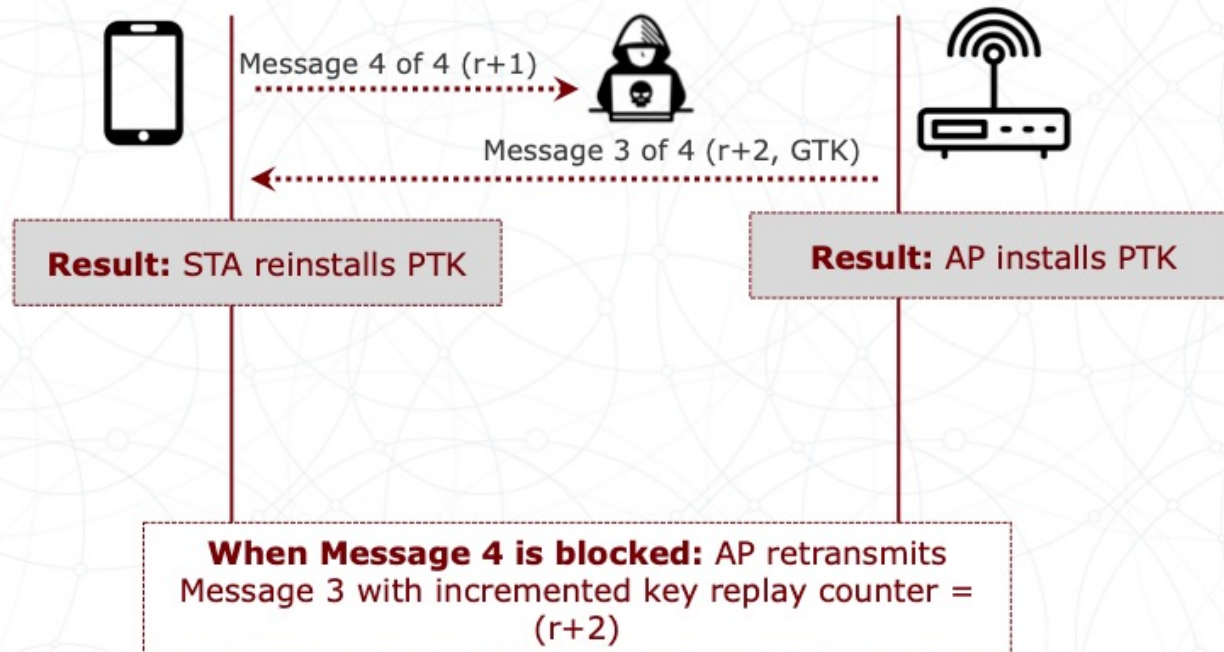 Message 4 of 4 (r+1)
Message 3 of 4 (r+2, GTK)
Result: STA reinstalls PTK
Result: AP installs PTK
When Message 4 is blocked: AP retransmits
Message 3 with incremented key replay counter =
(r+2)